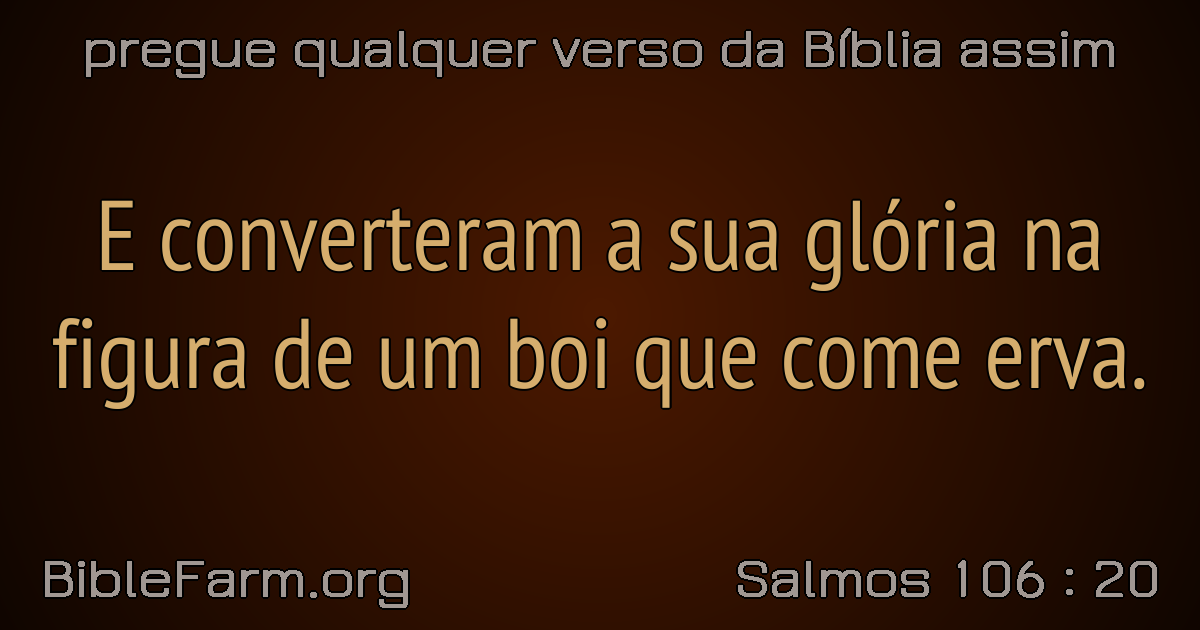 pregue qualquer verso da Bíblia assim
E converteram a sua glória na
figura de um boi que come erva.
BibleFarm.org
Salmos 106 : 20